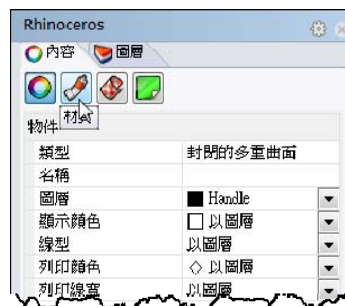 Rhinoceros
內容 圖層
材質
物件
類型 封閉的多重曲面
名稱
圖層 Handle
顯示顏色 以圖層
線型 以圖層
列印顏色 以圖層
列印線寬 以圖層